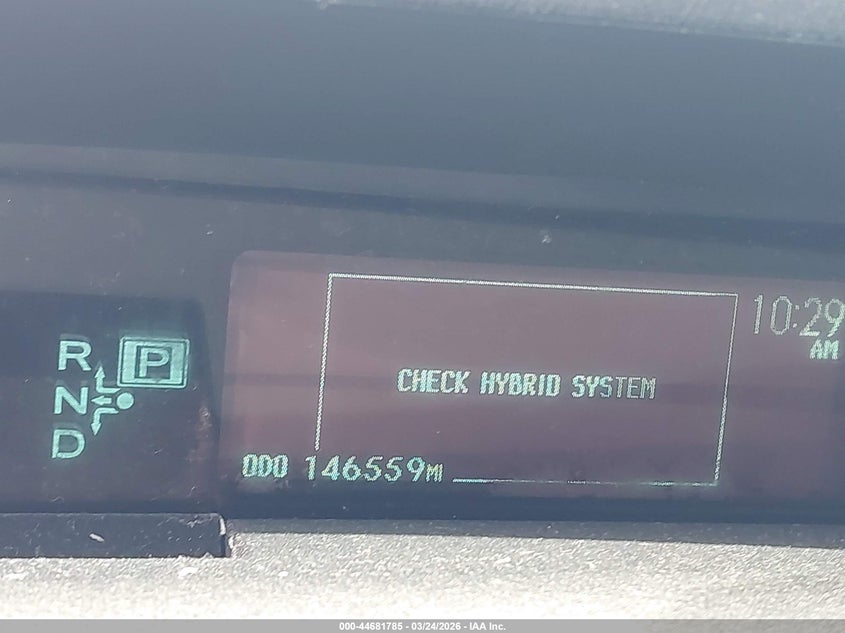 10:29
AM
R P
N
D
CHECK HYBRID SYSTEM
ODO 146559MI
000-44681785 - 03/24/2026 - IAA Inc.